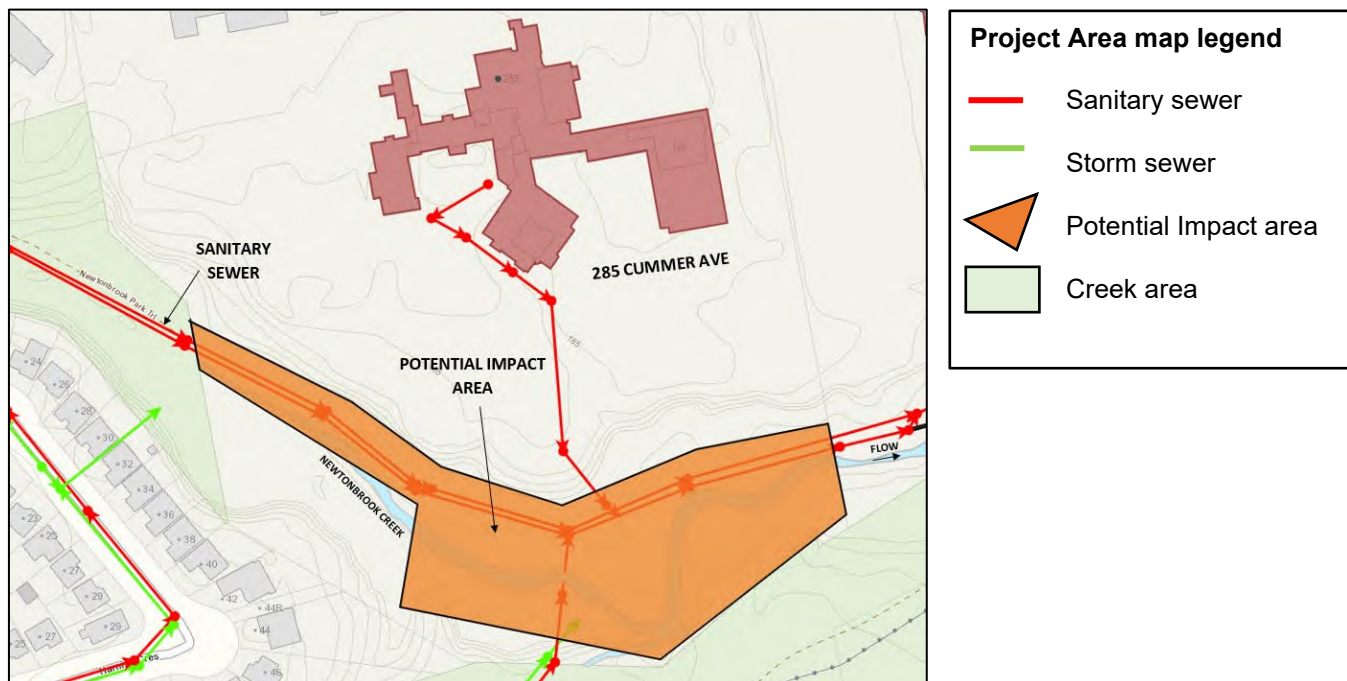 Project Area map legend
Sanitary sewer
Storm sewer
Potential Impact area
Creek area
SANITARY
SEWER
Newtonbrook Park Trl
285 CUMMER AVE
185
POTENTIAL IMPACT
AREA
NEWTONBROOK CREEK
FLOW
24
26
28
30
32
34
36
38
40
42
44R
44
46
23
25
27
29
29
27
25